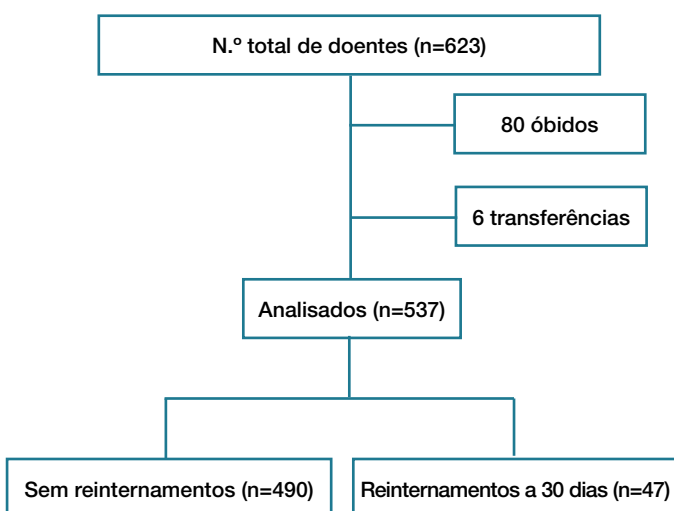 N.º total de doentes (n=623)
80 óbidos
6 transferências
Analisados (n=537)
Sem reinternamentos (n=490)
Reinternamentos a 30 dias (n=47)